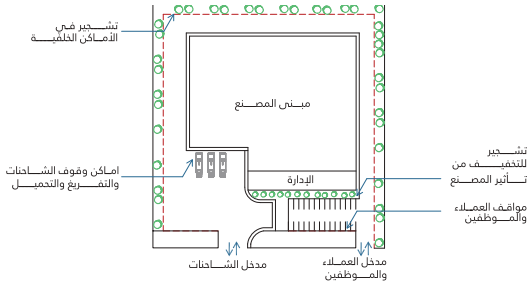 تشـجير في
الأماكن الخلفية
مبنى المصنع
تشجير
للتخفيف من
تأثير المصنع
اماكن وقوف الشاحنات
والتفريغ والتحميل
الإدارة
مواقف العملاء
والموظفين
مدخل الشاحنات
مدخل العملاء
والموظفين